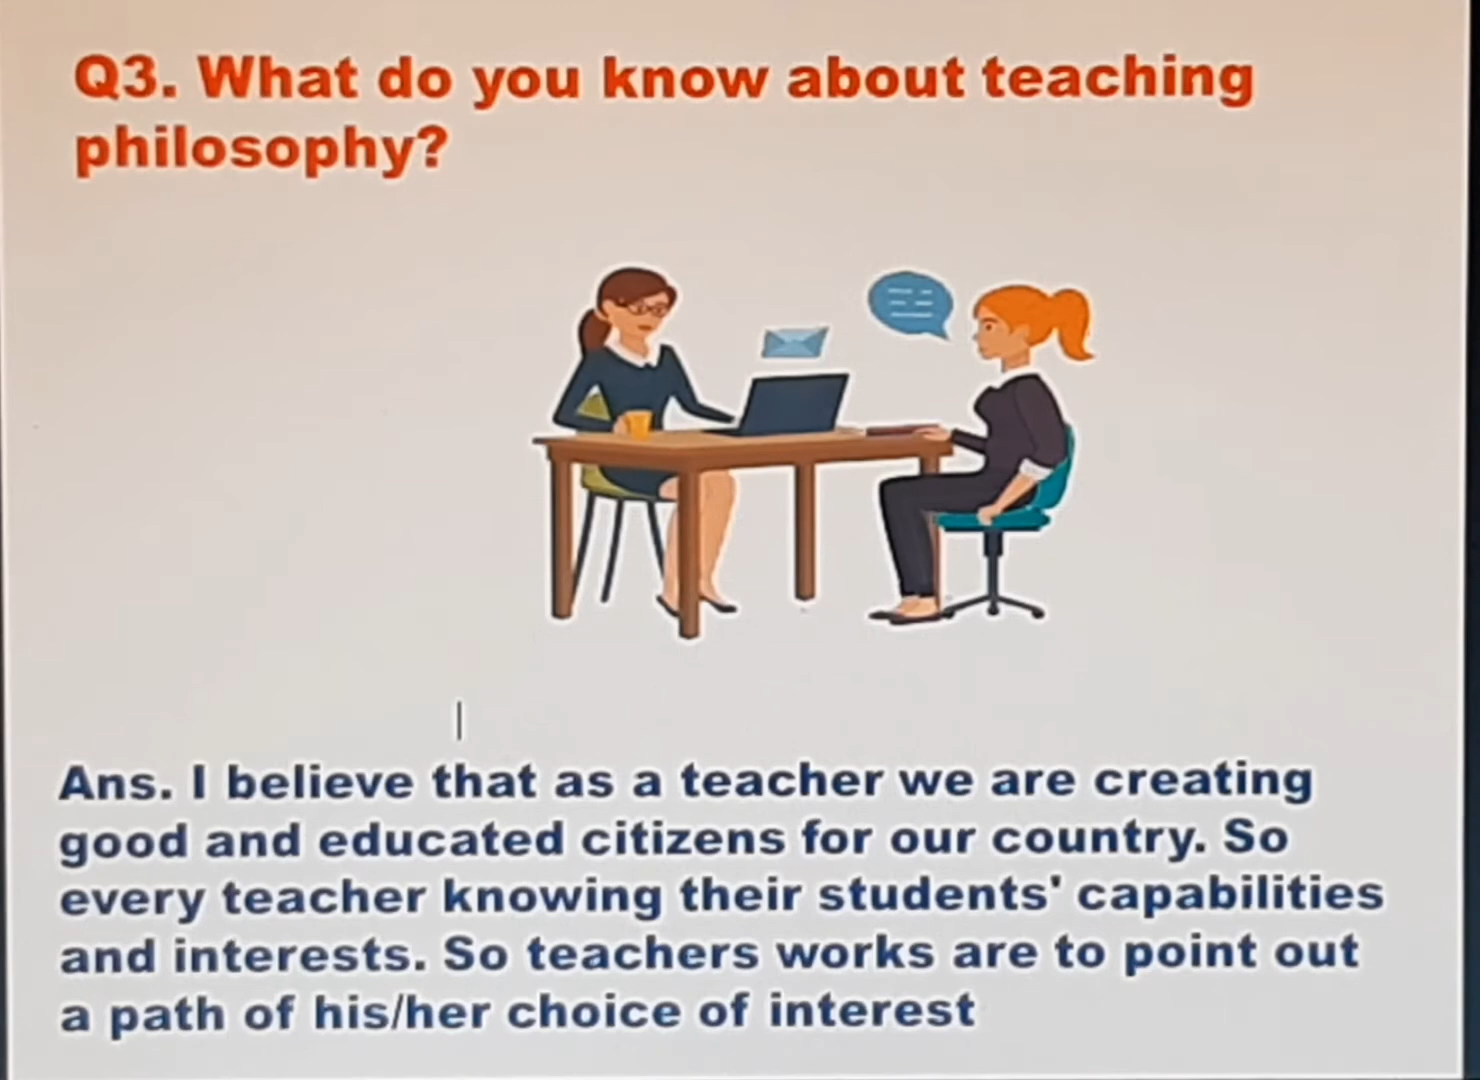 Q3. What do you know about teaching
philosophy?
Ans. I believe that as a teacher we are creating
good and educated citizens for our country. So
every teacher knowing their students' capabilities
and interests. So teachers works are to point out
a path of his/her choice of interest